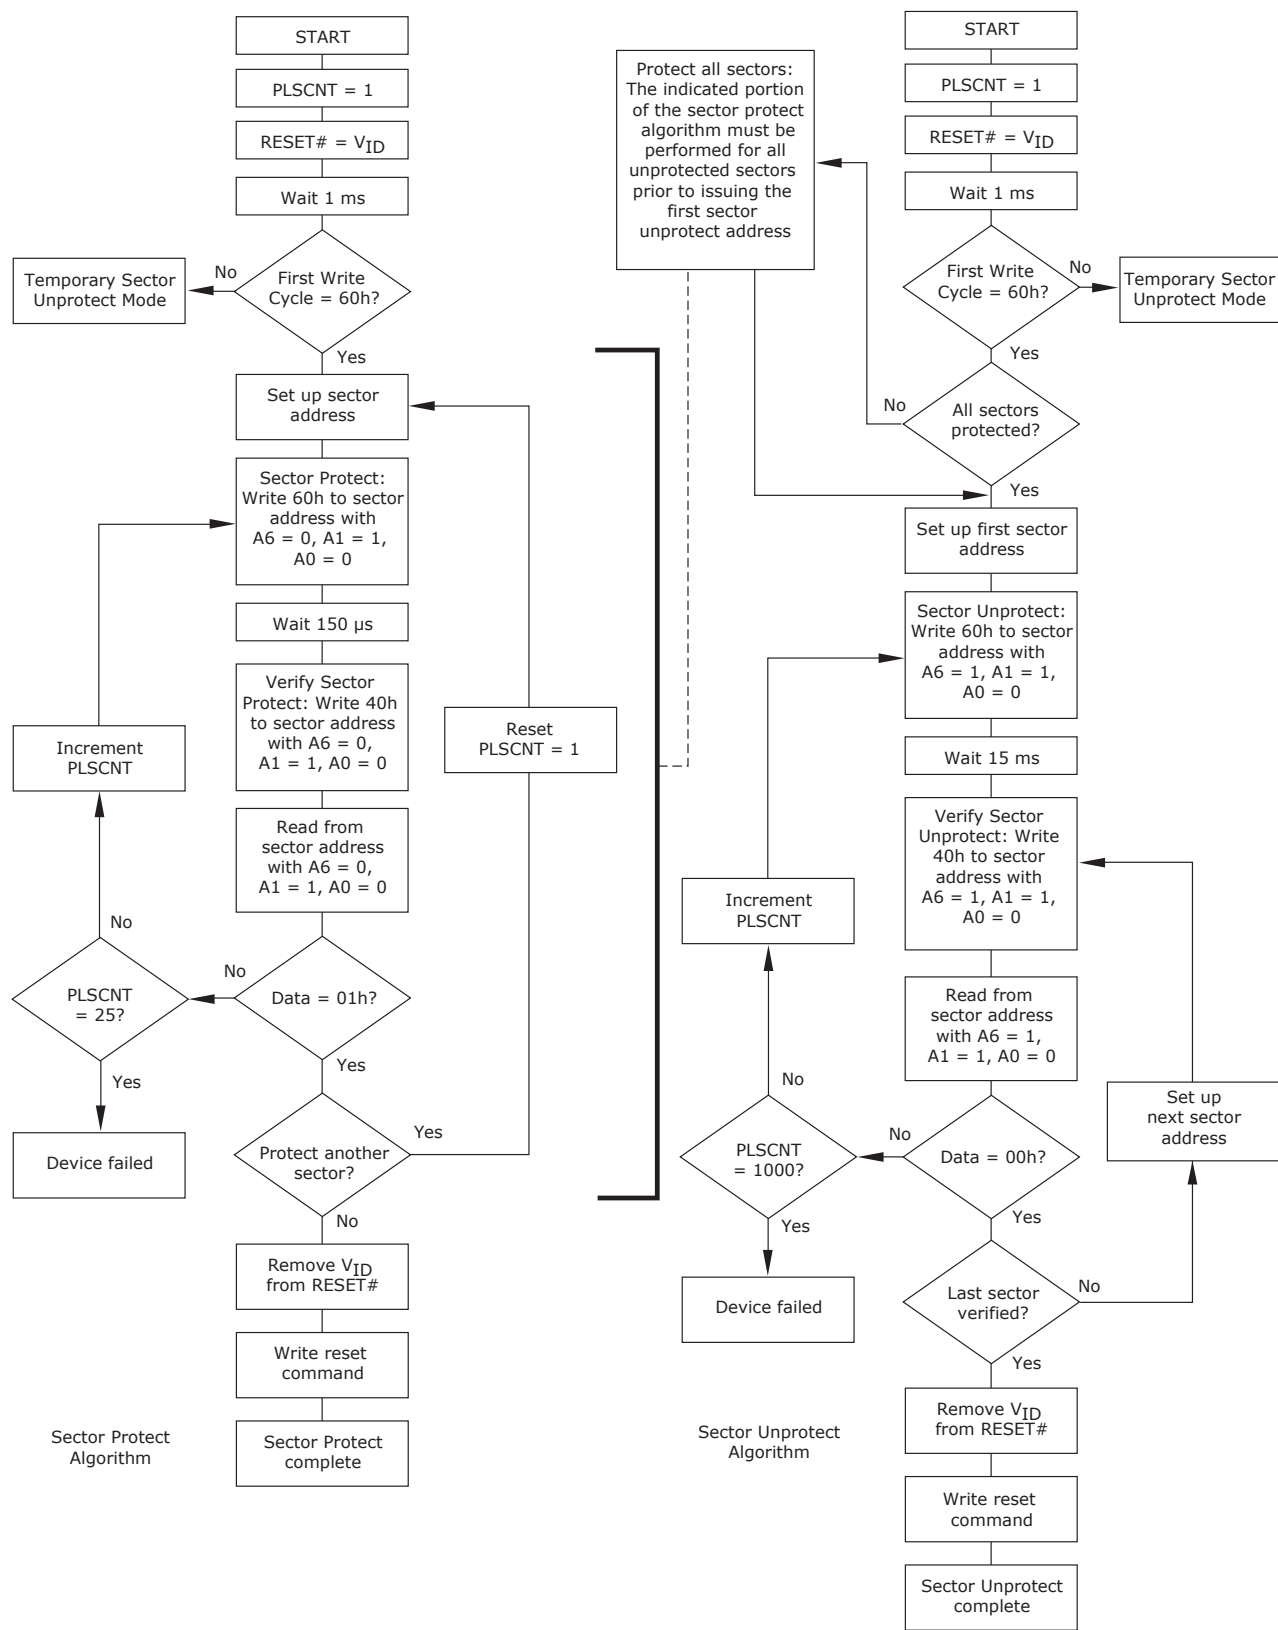 START
PLSCNT = 1
RESET# = VID
Wait 1 ms
First Write
Cycle = 60h?
No
Temporary Sector
Unprotect Mode
Yes
Set up sector
address
Sector Protect:
Write 60h to sector
address with
A6 = 0, A1 = 1,
A0 = 0
Wait 150 µs
Verify Sector
Protect: Write 40h
to sector address
with A6 = 0,
A1 = 1, A0 = 0
Increment
PLSCNT
Reset
PLSCNT = 1
Read from
sector address
with A6 = 0,
A1 = 1, A0 = 0
No
PLSCNT
= 25?
No
Data = 01h?
Yes
Yes
Device failed
Protect another
sector?
Yes
No
Remove VID
from RESET#
Write reset
command
Sector Protect
complete
Sector Protect
Algorithm
Protect all sectors:
The indicated portion
of the sector protect
algorithm must be
performed for all
unprotected sectors
prior to issuing the
first sector
unprotect address
START
PLSCNT = 1
RESET# = VID
Wait 1 ms
First Write
Cycle = 60h?
No
Temporary Sector
Unprotect Mode
Yes
No
All sectors
protected?
Yes
Set up first sector
address
Sector Unprotect:
Write 60h to sector
address with
A6 = 1, A1 = 1,
A0 = 0
Wait 15 ms
Verify Sector
Unprotect: Write
40h to sector
address with
A6 = 1, A1 = 1,
A0 = 0
Increment
PLSCNT
Read from
sector address
with A6 = 1,
A1 = 1, A0 = 0
No
Set up
next sector
address
PLSCNT
= 1000?
No
Data = 00h?
Yes
Yes
Device failed
Last sector
verified?
No
Yes
Remove VID
from RESET#
Sector Unprotect
Algorithm
Write reset
command
Sector Unprotect
complete